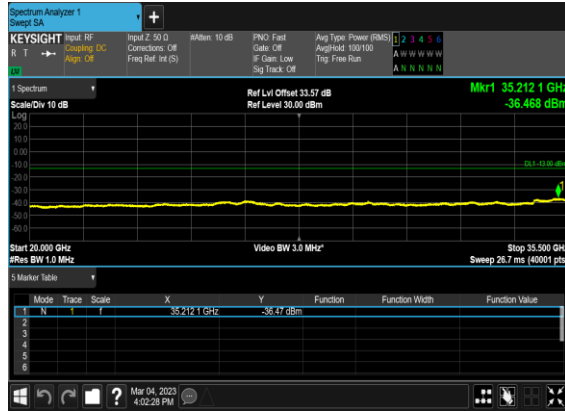 Spectrum Analyzer 1
Swept SA
+
KEYSIGHT Input: RF Input Z: 50 Ω #Atten: 10 dB PNO: Fast Avg Type: Power (RMS) 1 2 3 4 5 6
R T Coupling: DC Corrections: Off Gate: Off Avg|Hold: 100/100 A W W W W W
Align: Off Freq Ref: Int (S) IF Gain: Low Trig: Free Run
Sig Track: Off A N N N N N
1 Spectrum Ref Lvl Offset 33.57 dB Mkr1 35.212 1 GHz
Scale/Div 10 dB Ref Level 30.00 dBm -36.468 dBm
Log
20.0
10.0
0.00
-10.0 DL1 -13.00 dBm
-20.0
-30.0 1
-40.0
-50.0
-60.0
Start 20.000 GHz Video BW 3.0 MHz* Stop 35.500 GHz
#Res BW 1.0 MHz Sweep 26.7 ms (40001 pts
5 Marker Table
Mode Trace Scale X Y Function Function Width Function Value
1 N 1 f 35.212 1 GHz -36.47 dBm
2
3
4
5
6
? Mar 04, 2023
4:02:28 PM